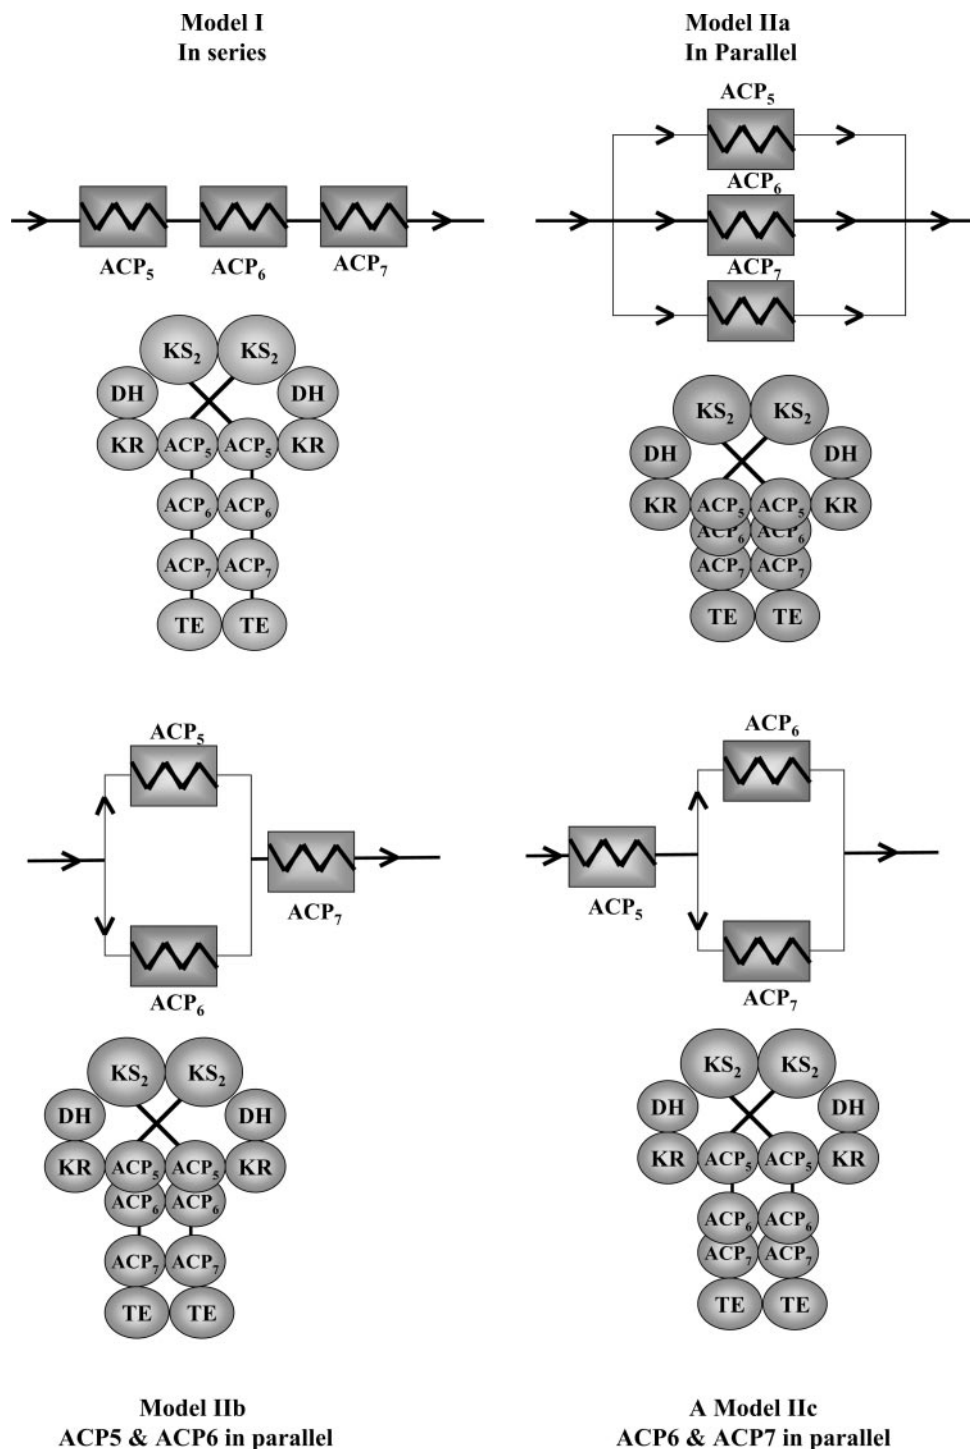 Model I
In series
ACP5
ACP6
ACP7
KS2 KS2
DH DH
KR ACP5 ACP5 KR
ACP6 ACP6
ACP7 ACP7
TE TE
Model IIa
In Parallel
ACP5
ACP6
ACP7
KS2 KS2
DH DH
KR ACP5 ACP5 KR
ACP6 ACP6
ACP7 ACP7
TE TE
ACP5
ACP7
ACP6
KS2 KS2
DH DH
KR ACP5 ACP5 KR
ACP6 ACP6
ACP7 ACP7
TE TE
Model IIb
ACP5 & ACP6 in parallel
ACP6
ACP5
ACP7
KS2 KS2
DH DH
KR ACP5 ACP5 KR
ACP6 ACP6
ACP7 ACP7
TE TE
A Model IIc
ACP6 & ACP7 in parallel